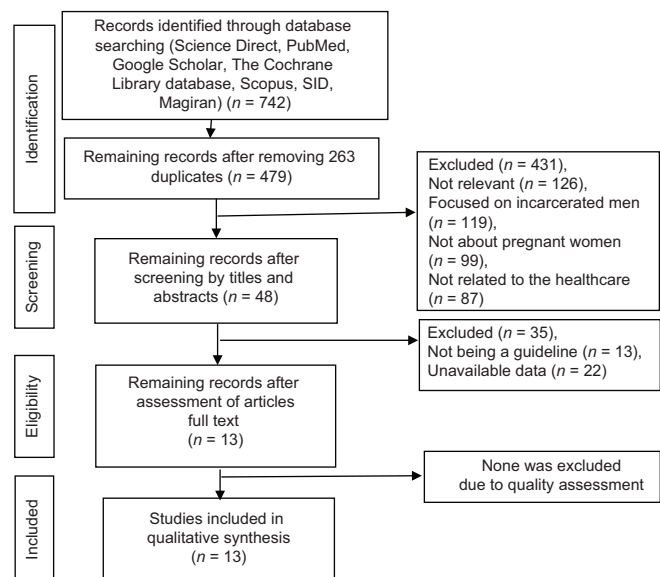 Identification
Records identified through database
searching (Science Direct, PubMed,
Google Scholar, The Cochrane
Library database, Scopus, SID,
Magiran) (n = 742)
Remaining records after removing 263
duplicates (n = 479)
Excluded (n = 431),
Not relevant (n = 126),
Focused on incarcerated men
(n = 119),
Not about pregnant women
(n = 99),
Not related to the healthcare
(n = 87)
Screening
Remaining records after
screening by titles and
abstracts (n = 48)
Excluded (n = 35),
Not being a guideline (n = 13),
Unavailable data (n = 22)
Eligibility
Remaining records after
assessment of articles
full text
(n = 13)
None was excluded
due to quality assessment
Included
Studies included in
qualitative synthesis
(n = 13)